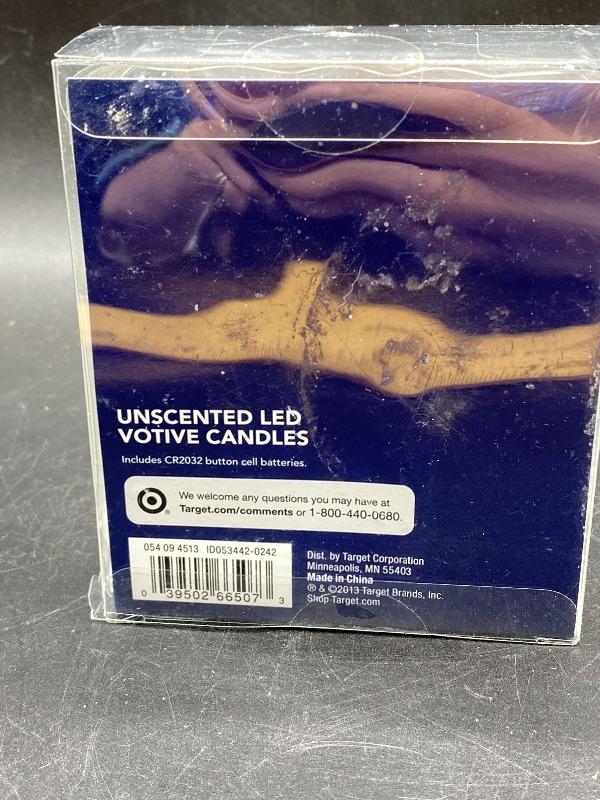 UNSCENTED LED
VOTIVE CANDLES
Includes CR2032 button cell batteries.
®
We welcome any questions you may have at
Target.com/comments or 1-800-440-0680.
054 09 4513 ID053442-0242
0 39502 66507 3
Dist. by Target Corporation
Minneapolis, MN 55403
Made in China
® & ©2013 Target Brands, Inc.
Shop Target.com